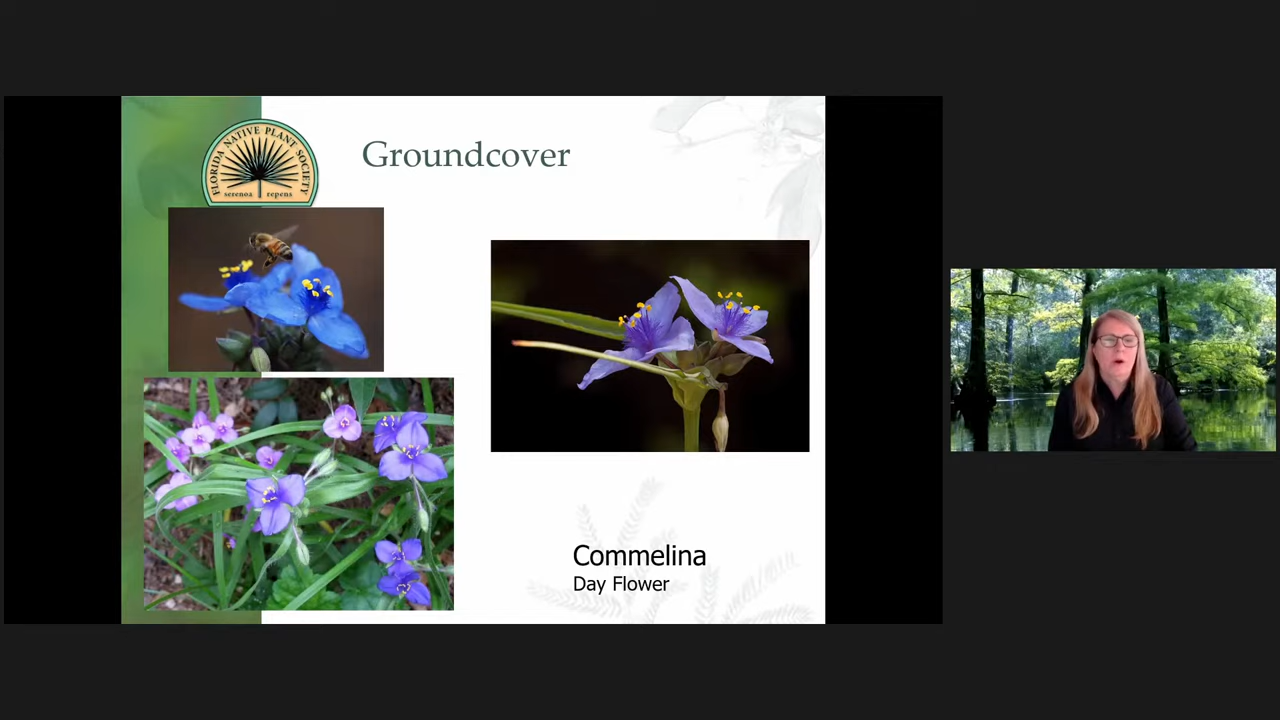 FLORIDA NATIVE PLANT SOCIETY
serenoa repens
Groundcover
Commelina
Day Flower